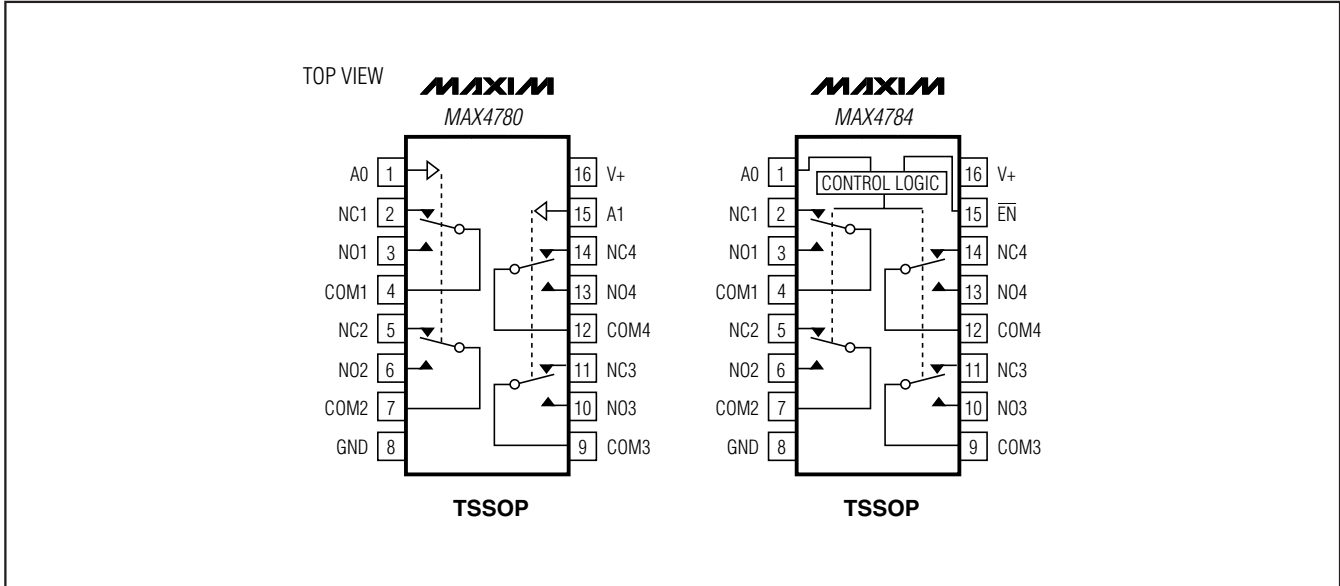 TOP VIEW
MAXIM
MAX4780
A0 1
NC1 2
NO1 3
COM1 4
NC2 5
NO2 6
COM2 7
GND 8
16 V+
15 A1
14 NC4
13 NO4
12 COM4
11 NC3
10 NO3
9 COM3
TSSOP
MAXIM
MAX4784
CONTROL LOGIC
A0 1
NC1 2
NO1 3
COM1 4
NC2 5
NO2 6
COM2 7
GND 8
16 V+
15 E̅N̅
14 NC4
13 NO4
12 COM4
11 NC3
10 NO3
9 COM3
TSSOP